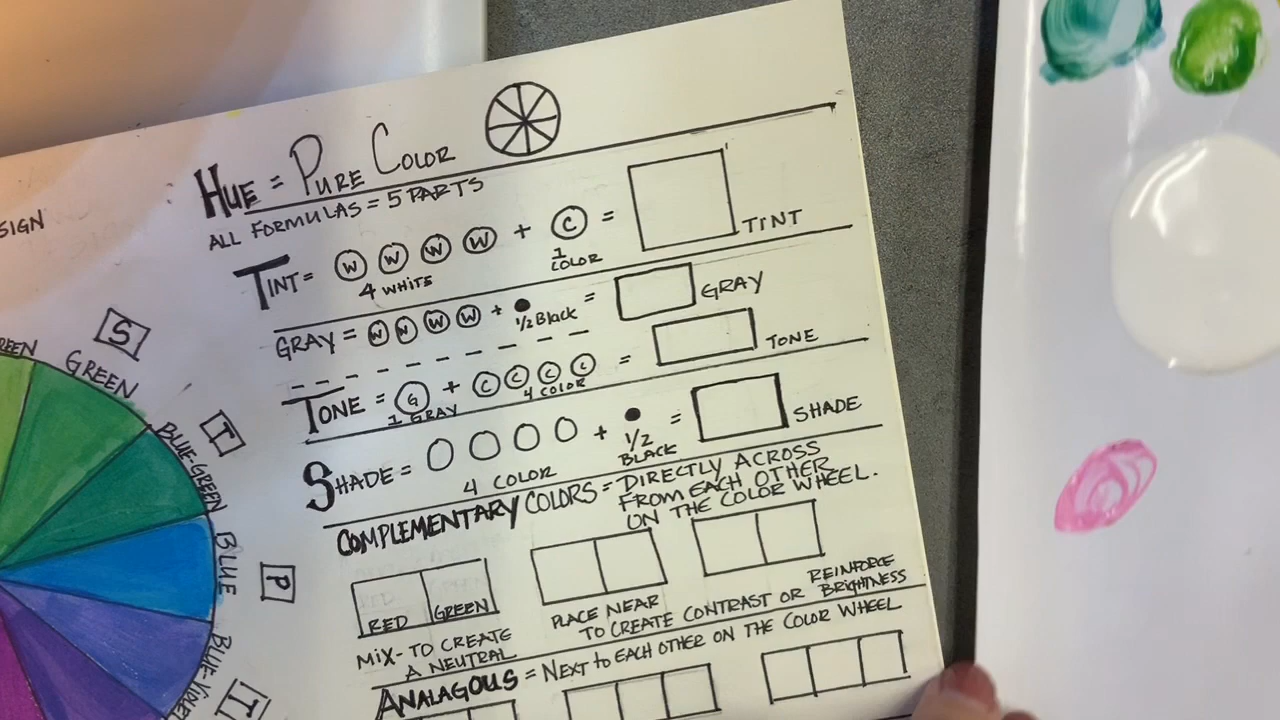 HUE = PURE COLOR
ALL FORMULAS = 5 PARTS
TINT = W W W W + C = TINT
4 WHITE 1 COLOR
GRAY = W W W W + = GRAY
1/2 Black
TONE = G + C C C C = TONE
1 GRAY 4 COLOR
SHADE = + = SHADE
4 COLOR 1/2 BLACK
COMPLEMENTARY COLORS = DIRECTLY ACROSS
FROM EACH OTHER
ON THE COLOR WHEEL.
RED GREEN
MIX - TO CREATE
A NEUTRAL
PLACE NEAR
TO CREATE CONTRAST OR REINFORCE
BRIGHTNESS
ANALAGOUS = NEXT to EACH OTHER ON THE COLOR WHEEL
SIGN
REEN
S
GREEN
T
BLUE-GREEN
BLUE
P
BLUE-VIOLET
T